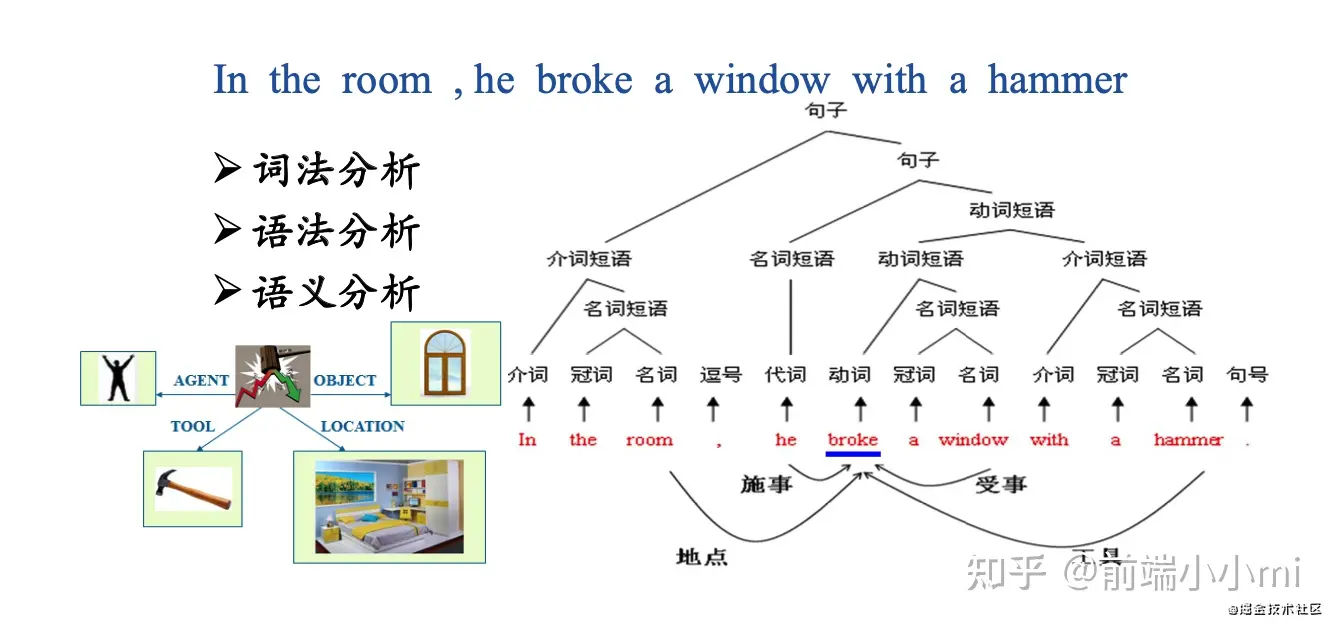 In the room , he broke a window with a hammer
➢ 词法分析
➢ 语法分析
➢ 语义分析
AGENT OBJECT
TOOL LOCATION
句子
句子
动词短语
介词短语 名词短语 动词短语 介词短语
名词短语 名词短语 名词短语
介词 冠词 名词 逗号 代词 动词 冠词 名词 介词 冠词 名词 句号
In the room , he broke a window with a hammer .
施事 受事
地点 工具
知乎 @前端小小mi
@掘金技术社区